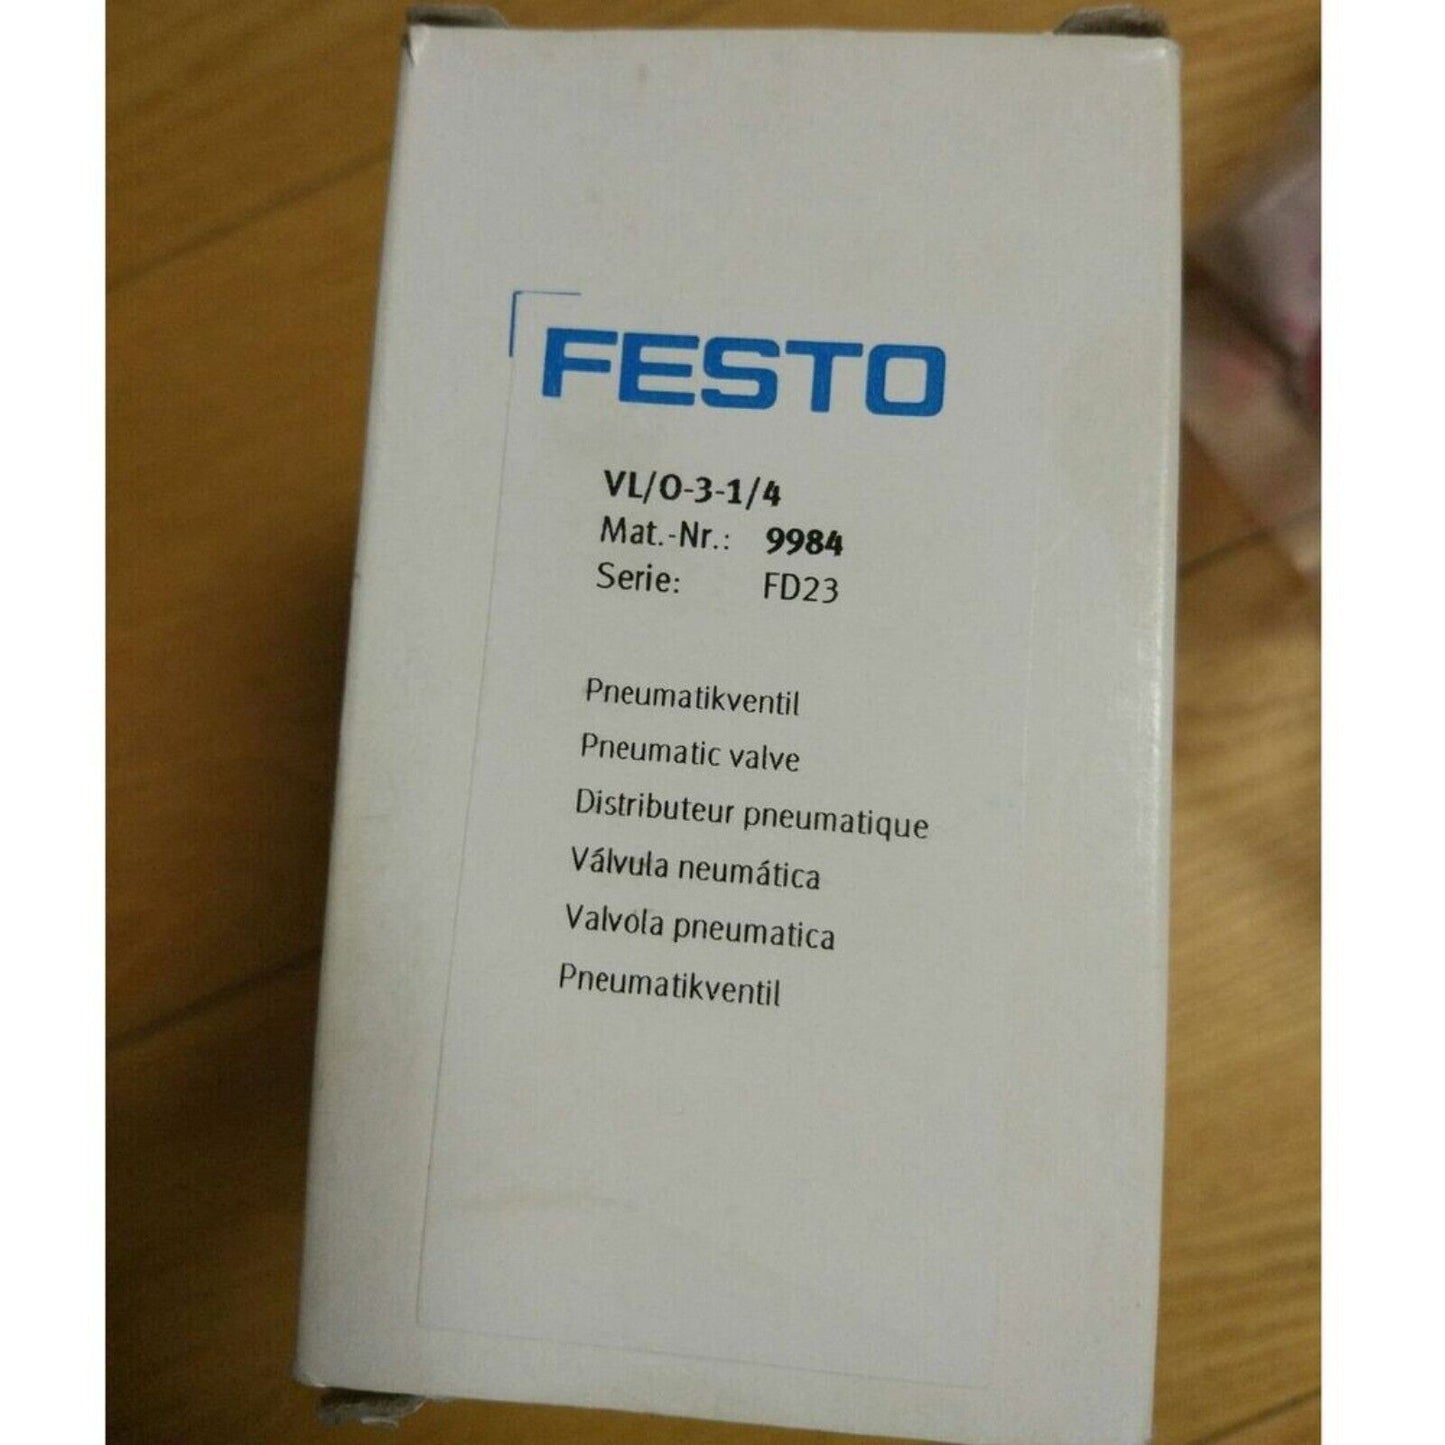 FESTO
VL/O-3-1/4
Mat.-Nr.: 9984
Serie: FD23
Pneumatikventil
Pneumatic valve
Distributeur pneumatique
Válvula neumática
Valvola pneumatica
Pneumatikventil